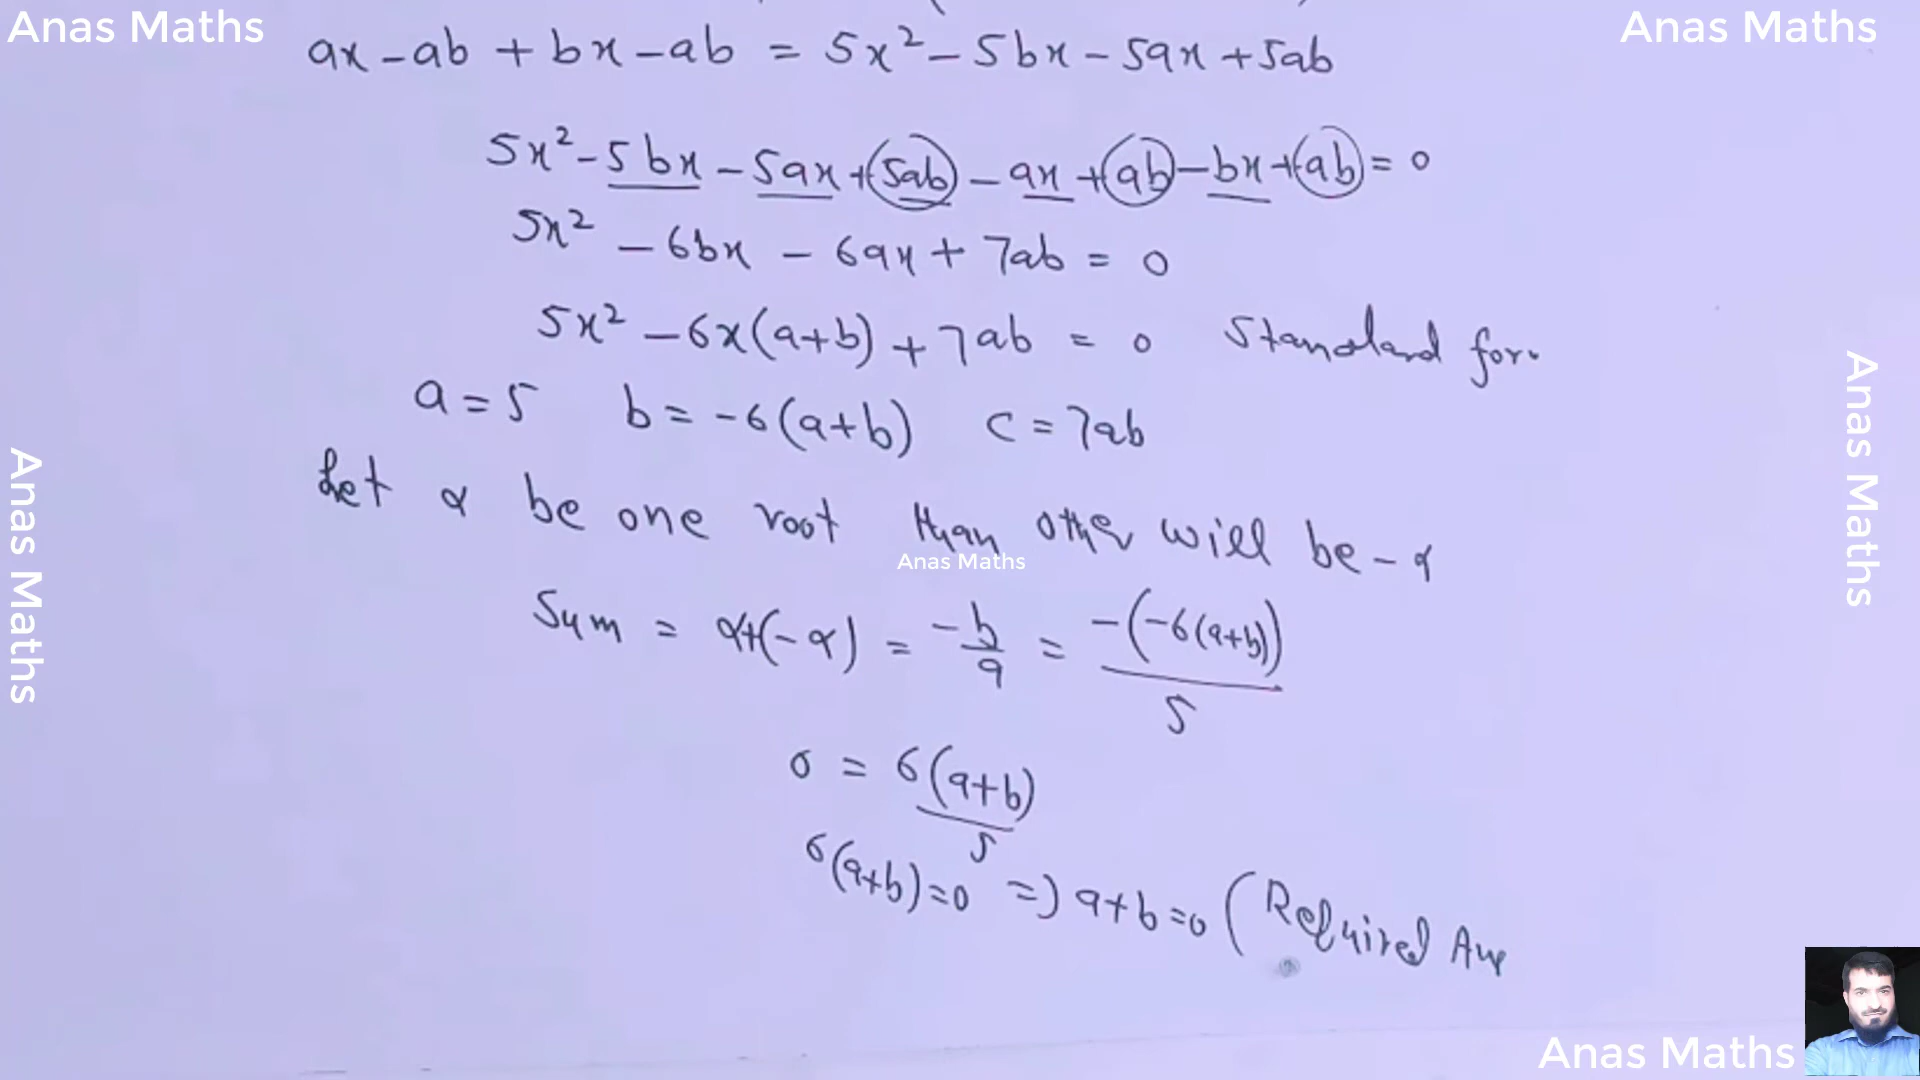 Anas Maths
Anas Maths
ax - ab + bx - ab = 5x² - 5bx - 5ax + 5ab
5x² - 5bx - 5ax + 5ab - ax + ab - bx + ab = 0
5x² - 6bx - 6ax + 7ab = 0
5x² - 6x(a+b) + 7ab = 0 Standard for
a = 5 b = -6(a+b) c = 7ab
Let α be one root than other will be - α
Anas Maths
Sum = α+(-α) = -b/a = -(-6(a+b))/5
0 = 6(a+b)/5
6(a+b)=0 => a+b=0 (Required Ans
Anas Maths
Anas Maths
Anas Maths